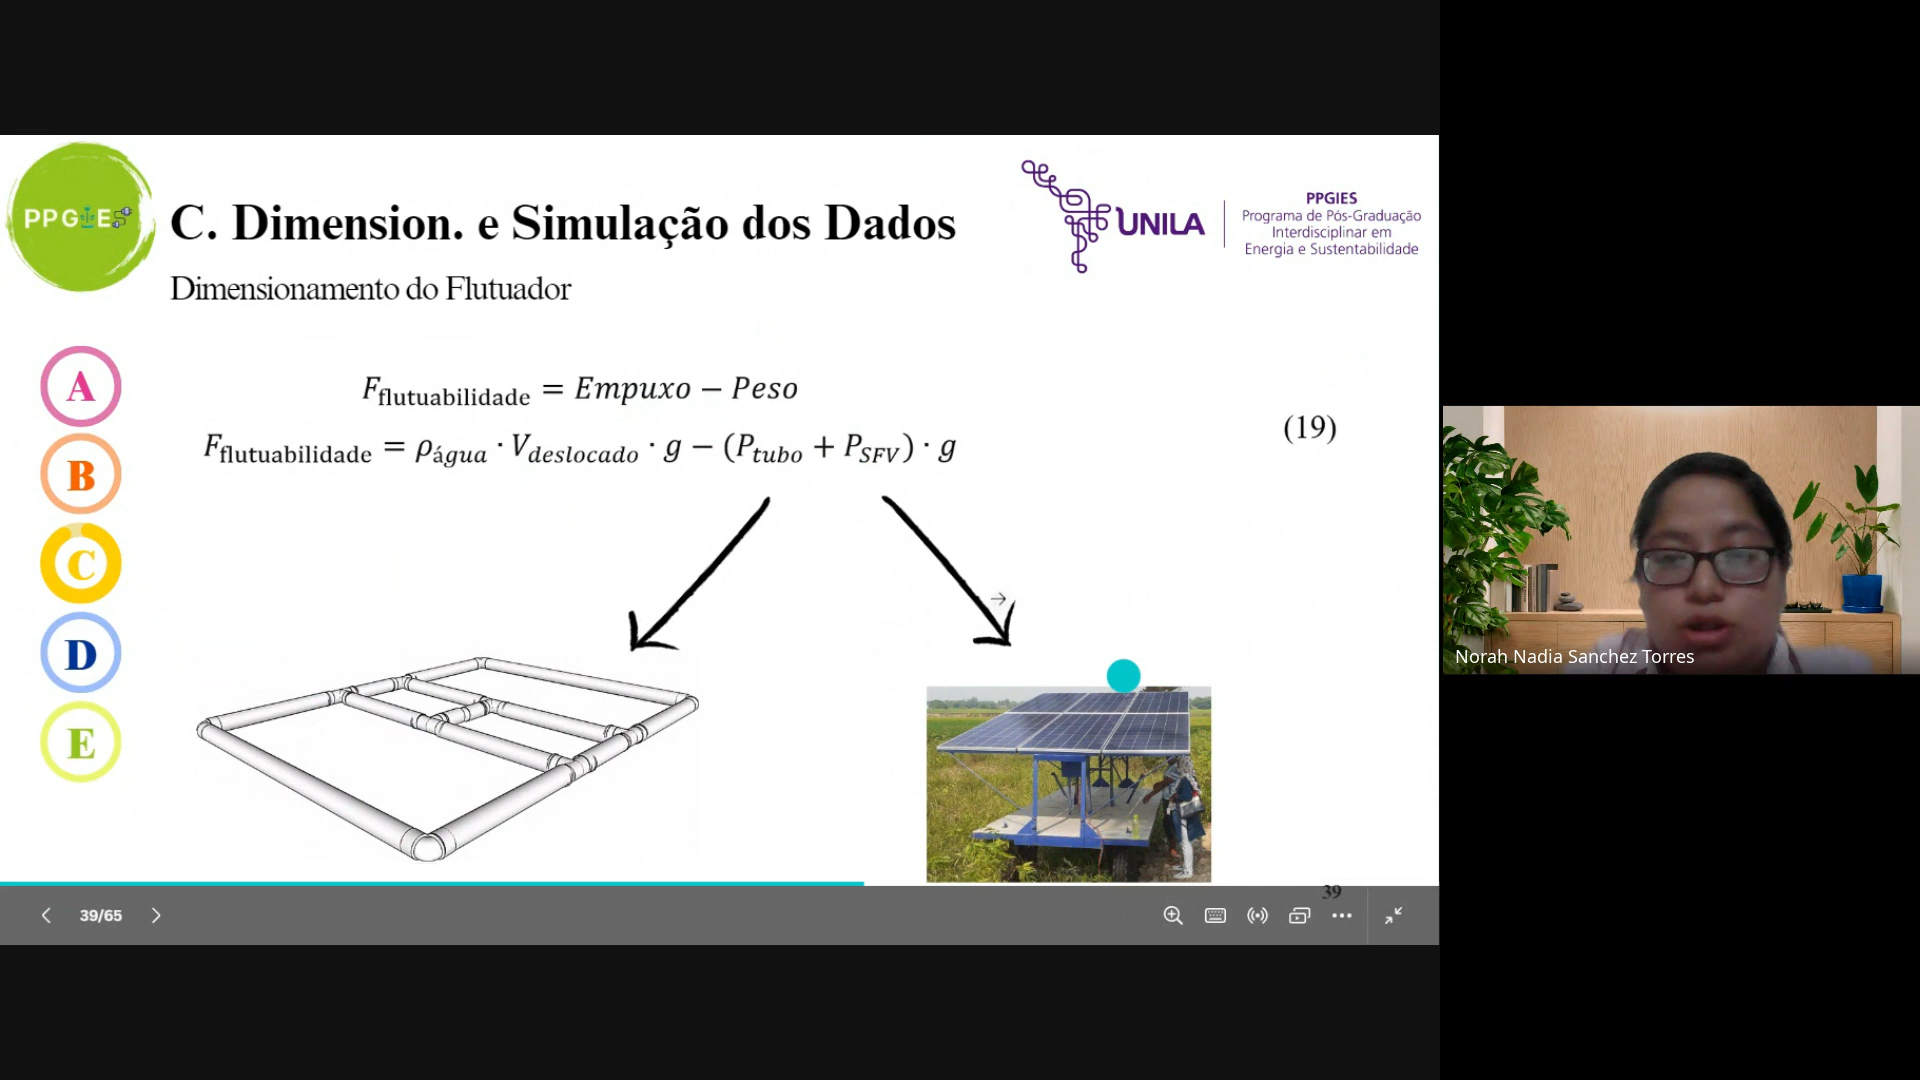 PPGIES
C. Dimension. e Simulação dos Dados
Dimensionamento do Flutuador
UNILA
PPGIES
Programa de Pós-Graduação
Interdisciplinar em
Energia e Sustentabilidade
A
B
C
D
E
F_flutuabilidade = Empuxo − Peso
F_flutuabilidade = ρ_água · V_deslocado · g − (P_tubo + P_SFV) · g
(19)
39
39/65
Norah Nadia Sanchez Torres